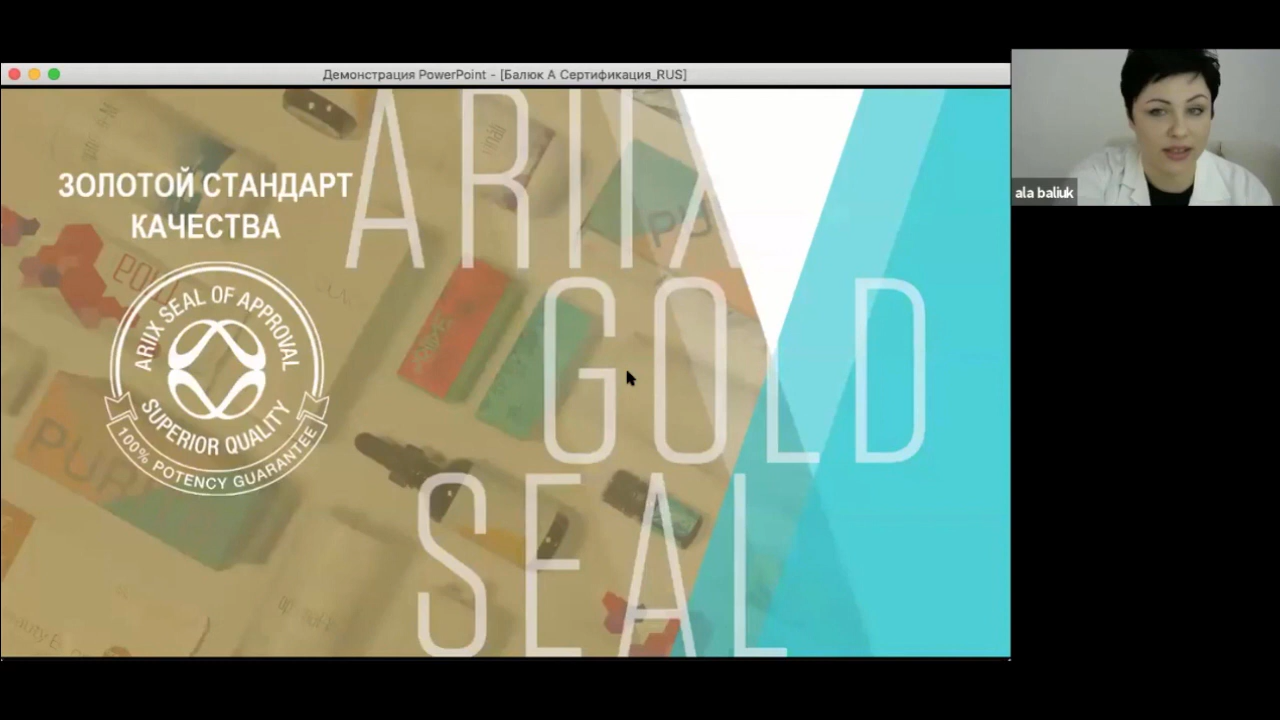 Демонстрация PowerPoint - [Балюк А Сертификация_RUS]
ala baliuk
ARIIX
GOLD
SEAL
ЗОЛОТОЙ СТАНДАРТ
КАЧЕСТВА
ARIIX SEAL OF APPROVAL
SUPERIOR QUALITY
100% POTENCY GUARANTEE
PUR